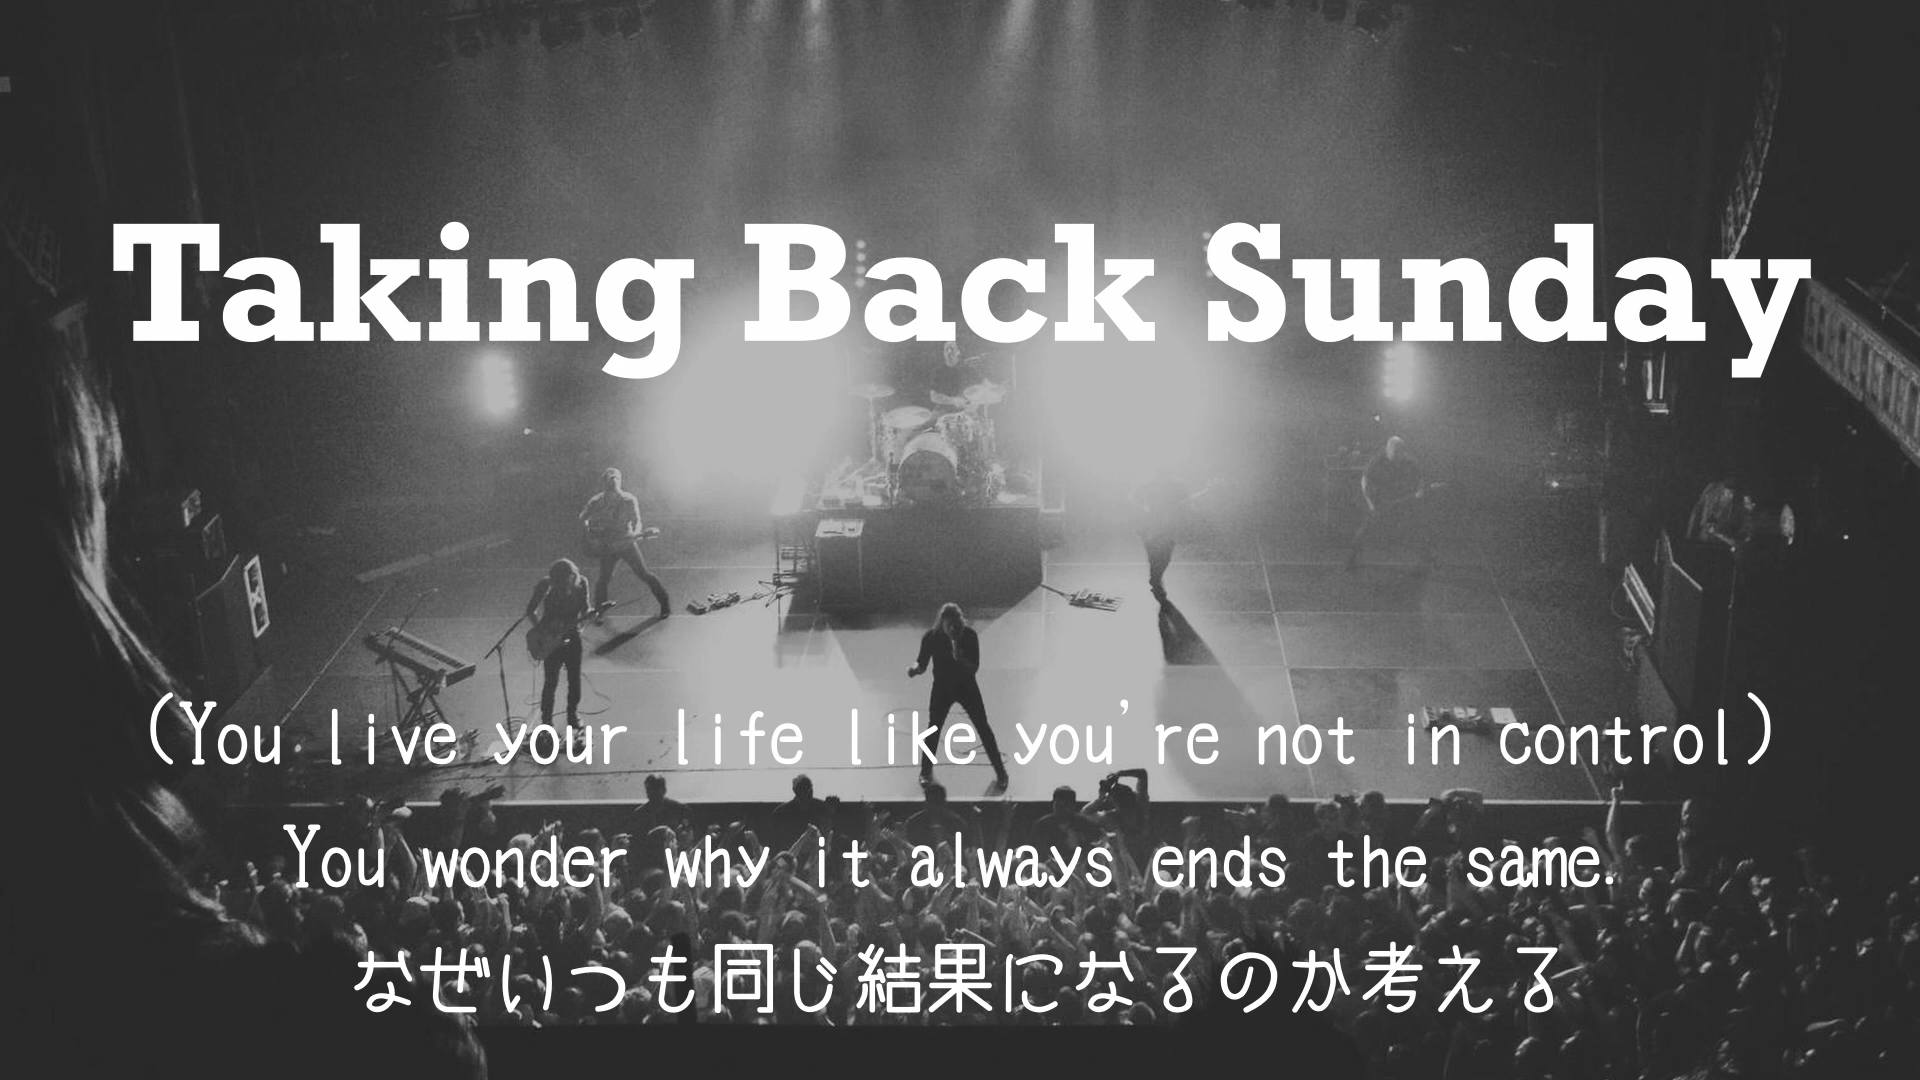 Taking Back Sunday
(You live your life like you're not in control)
You wonder why it always ends the same.
なぜいつも同じ結果になるのか考える